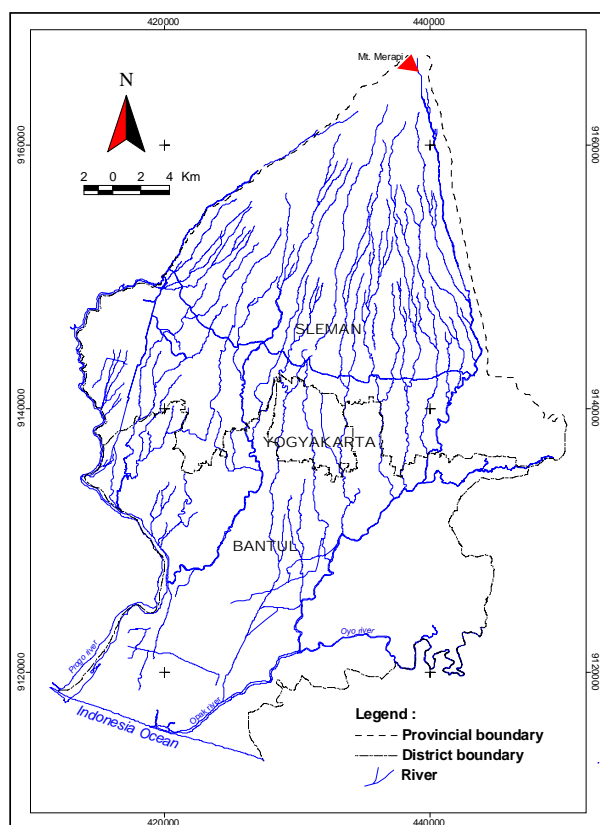 420000 440000
Mt. Merapi
N
9160000 9160000
2 0 2 4 Km
SLEMAN
9140000 9140000
YOGYAKARTA
BANTUL
Oyo river
Progo river
9120000 9120000
Opak river
Indonesia Ocean
Legend :
Provincial boundary
District boundary
River
420000 440000